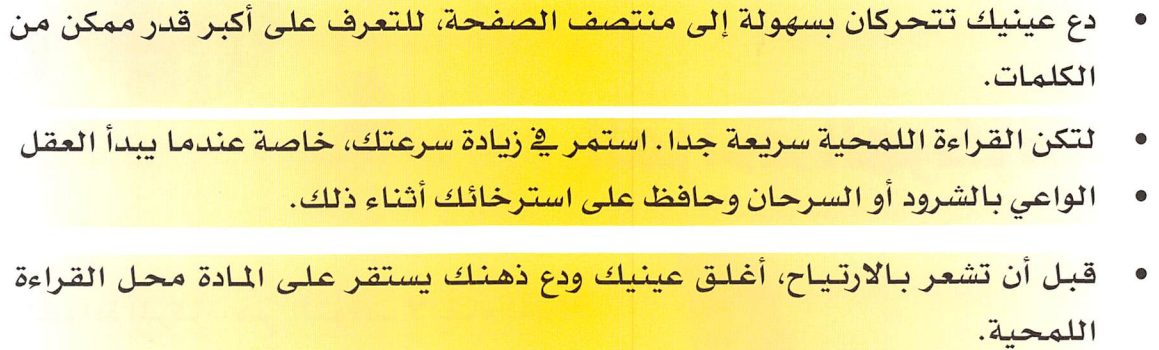 • دع عينيك تتحركان بسهولة إلى منتصف الصفحة، للتعرف على أكبر قدر ممكن من
الكلمات.
• لتكن القراءة اللمحية سريعة جدا. استمر في زيادة سرعتك، خاصة عندما يبدأ العقل
• الواعي بالشرود أو السرحان وحافظ على استرخائك أثناء ذلك.
• قبل أن تشعر بالارتياح، أغلق عينيك ودع ذهنك يستقر على المادة محل القراءة
اللمحية.